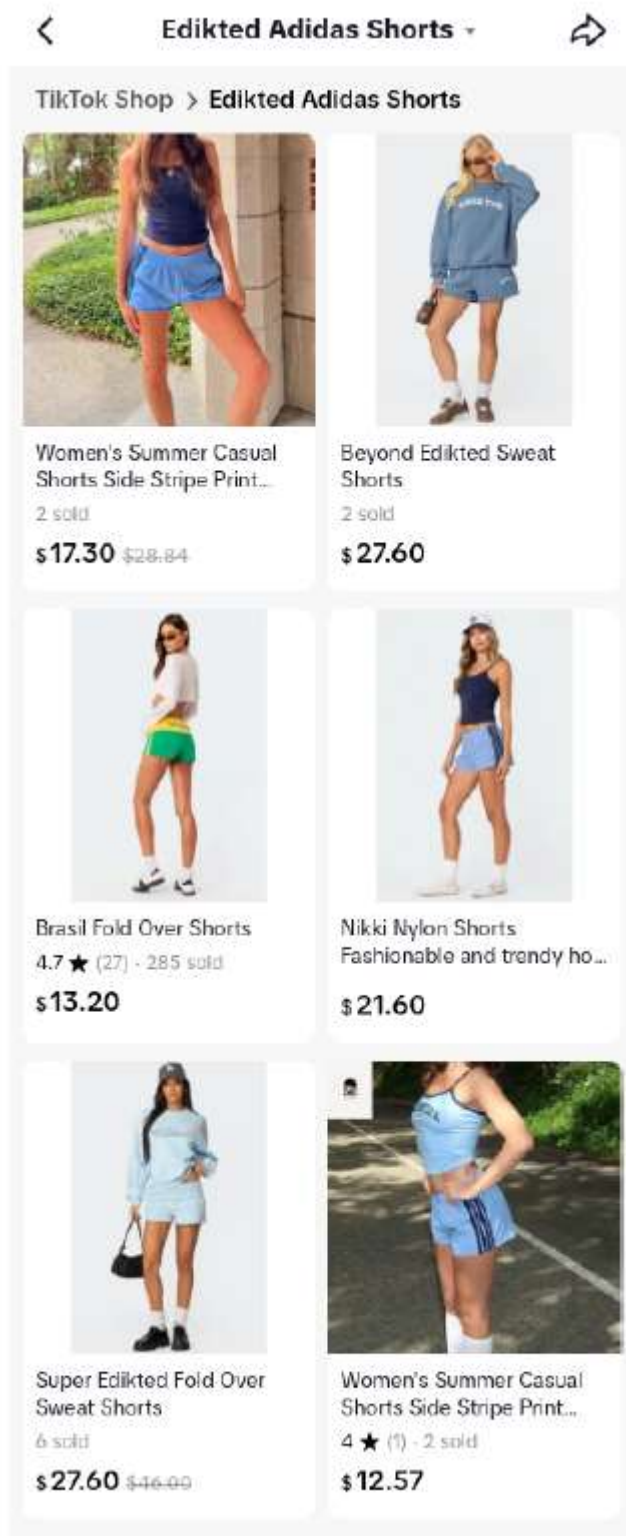 Edikted Adidas Shorts
TikTok Shop > Edikted Adidas Shorts
Women's Summer Casual
Shorts Side Stripe Print...
2 sold
$17.30 $28.84
Beyond Edikted Sweat
Shorts
2 sold
$27.60
Brasil Fold Over Shorts
4.7 ★ (27) · 285 sold
$13.20
Nikki Nylon Shorts
Fashionable and trendy ho...
$21.60
Super Edikted Fold Over
Sweat Shorts
6 sold
$27.60 $46.00
Women's Summer Casual
Shorts Side Stripe Print...
4 ★ (1) · 2 sold
$12.57